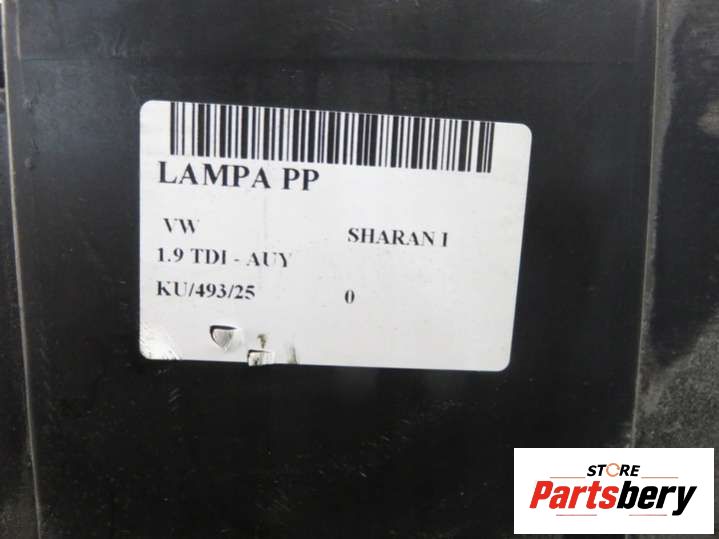 LAMPA PP
VW SHARAN I
1.9 TDI - AUY
KU/493/25 0
STORE
Partsbery